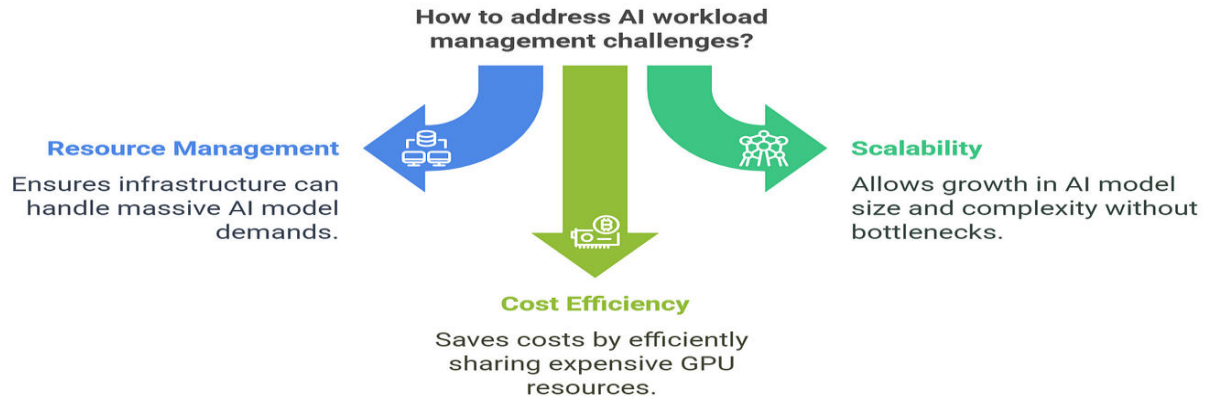 How to address AI workload
management challenges?
Resource Management
Ensures infrastructure can
handle massive AI model
demands.
Scalability
Allows growth in AI model
size and complexity without
bottlenecks.
Cost Efficiency
Saves costs by efficiently
sharing expensive GPU
resources.